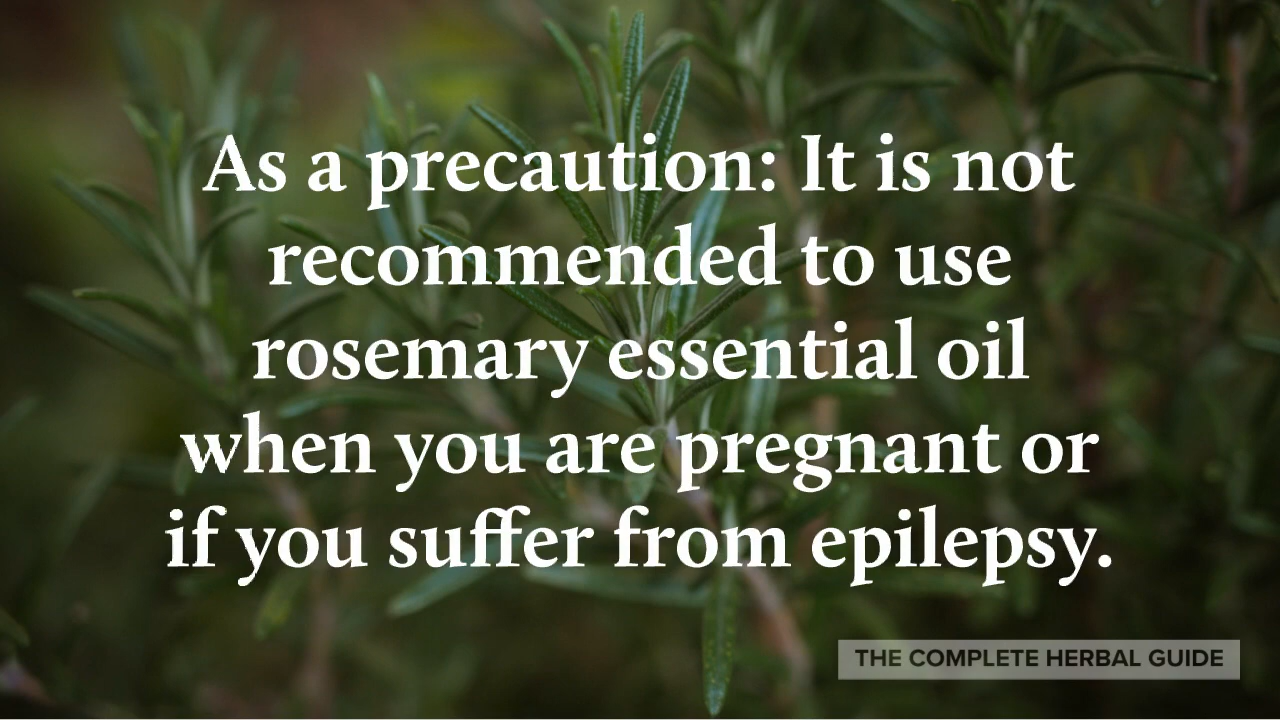 As a precaution: It is not
recommended to use
rosemary essential oil
when you are pregnant or
if you suffer from epilepsy.
THE COMPLETE HERBAL GUIDE